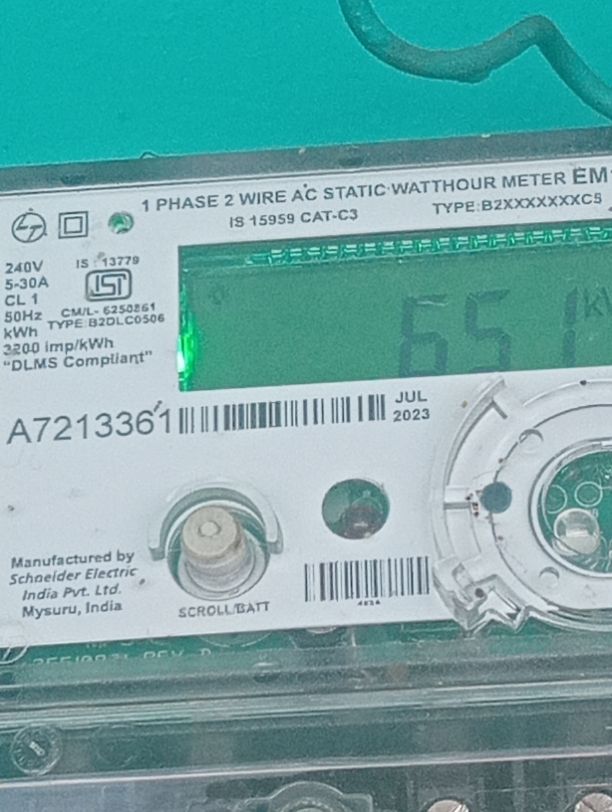 1 PHASE 2 WIRE AC STATIC WATTHOUR METER EM
IS 15959 CAT-C3
TYPE:B2XXXXXXXC5
240V
5-30A
CL 1
50Hz
kWh
3200 imp/kWh
"DLMS Compliant"
IS : 13779
ISI
CM/L- 6250861
TYPE:B2DLC0506
651
A7213361
JUL
2023
Manufactured by
Schneider Electric
India Pvt. Ltd.
Mysuru, India
SCROLL/BATT